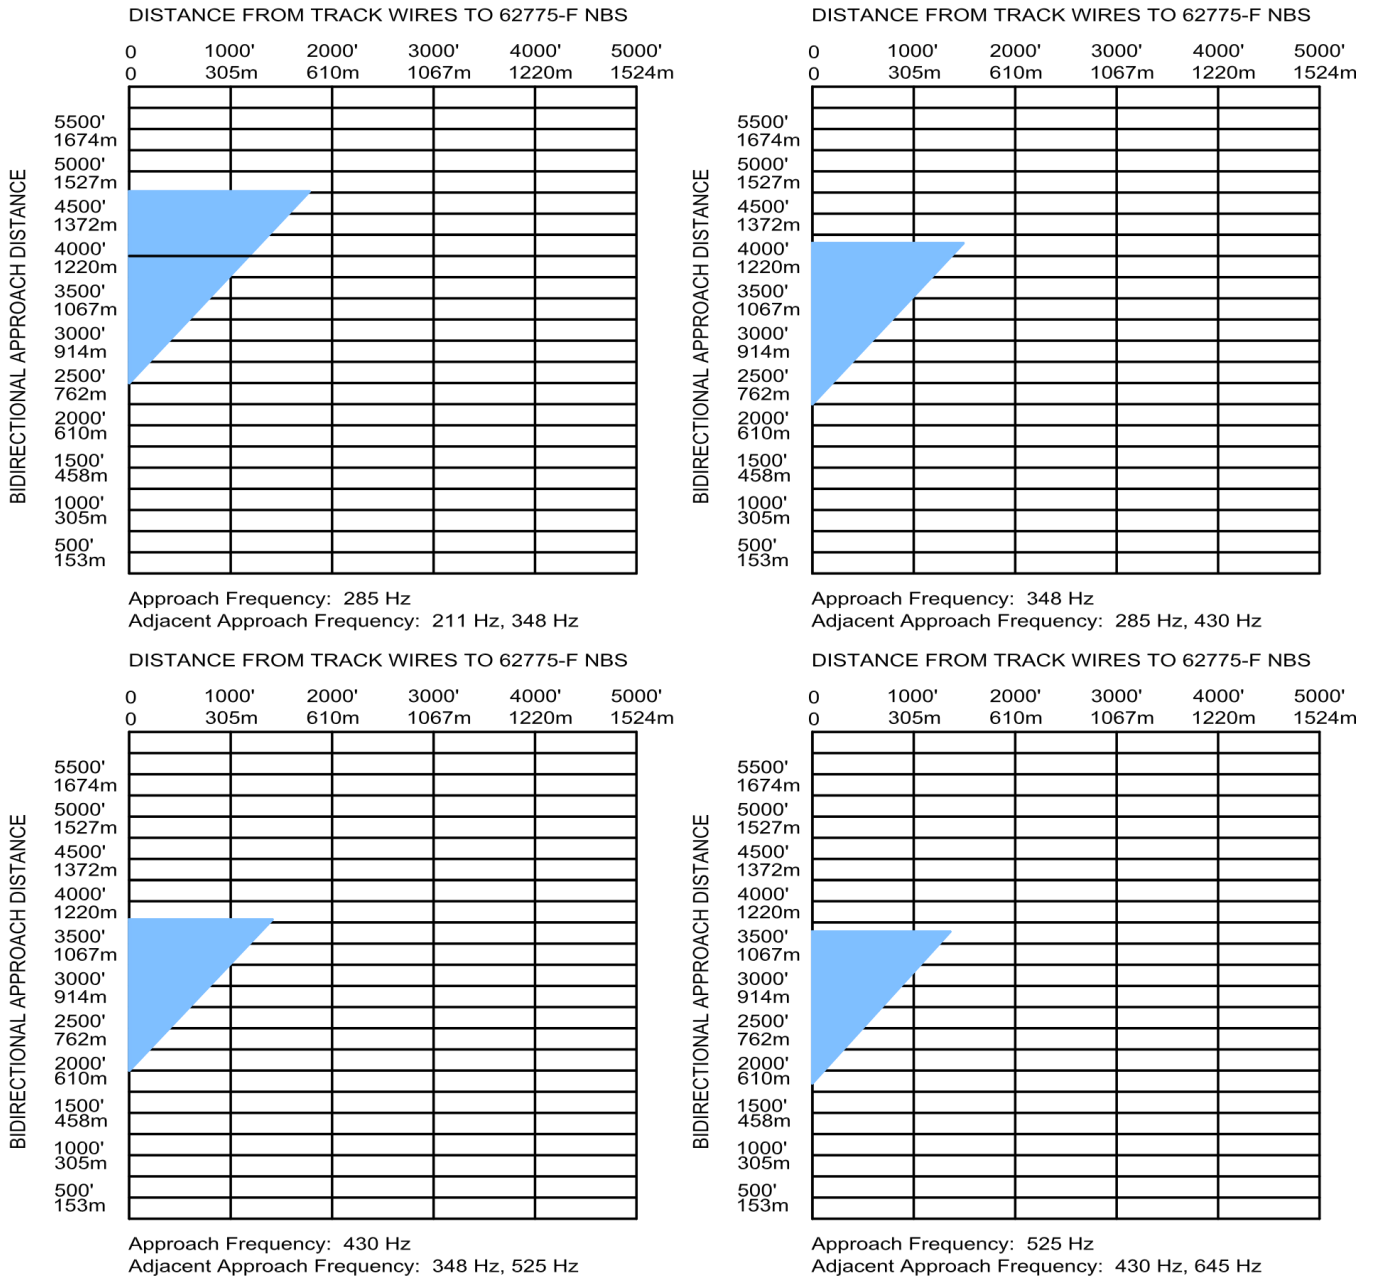 DISTANCE FROM TRACK WIRES TO 62775-F NBS
0 1000' 2000' 3000' 4000' 5000'
0 305m 610m 1067m 1220m 1524m
BIDIRECTIONAL APPROACH DISTANCE
5500'
1674m
5000'
1527m
4500'
1372m
4000'
1220m
3500'
1067m
3000'
914m
2500'
762m
2000'
610m
1500'
458m
1000'
305m
500'
153m
Approach Frequency: 285 Hz
Adjacent Approach Frequency: 211 Hz, 348 Hz
DISTANCE FROM TRACK WIRES TO 62775-F NBS
0 1000' 2000' 3000' 4000' 5000'
0 305m 610m 1067m 1220m 1524m
BIDIRECTIONAL APPROACH DISTANCE
5500'
1674m
5000'
1527m
4500'
1372m
4000'
1220m
3500'
1067m
3000'
914m
2500'
762m
2000'
610m
1500'
458m
1000'
305m
500'
153m
Approach Frequency: 348 Hz
Adjacent Approach Frequency: 285 Hz, 430 Hz
DISTANCE FROM TRACK WIRES TO 62775-F NBS
0 1000' 2000' 3000' 4000' 5000'
0 305m 610m 1067m 1220m 1524m
BIDIRECTIONAL APPROACH DISTANCE
5500'
1674m
5000'
1527m
4500'
1372m
4000'
1220m
3500'
1067m
3000'
914m
2500'
762m
2000'
610m
1500'
458m
1000'
305m
500'
153m
Approach Frequency: 430 Hz
Adjacent Approach Frequency: 348 Hz, 525 Hz
DISTANCE FROM TRACK WIRES TO 62775-F NBS
0 1000' 2000' 3000' 4000' 5000'
0 305m 610m 1067m 1220m 1524m
BIDIRECTIONAL APPROACH DISTANCE
5500'
1674m
5000'
1527m
4500'
1372m
4000'
1220m
3500'
1067m
3000'
914m
2500'
762m
2000'
610m
1500'
458m
1000'
305m
500'
153m
Approach Frequency: 525 Hz
Adjacent Approach Frequency: 430 Hz, 645 Hz